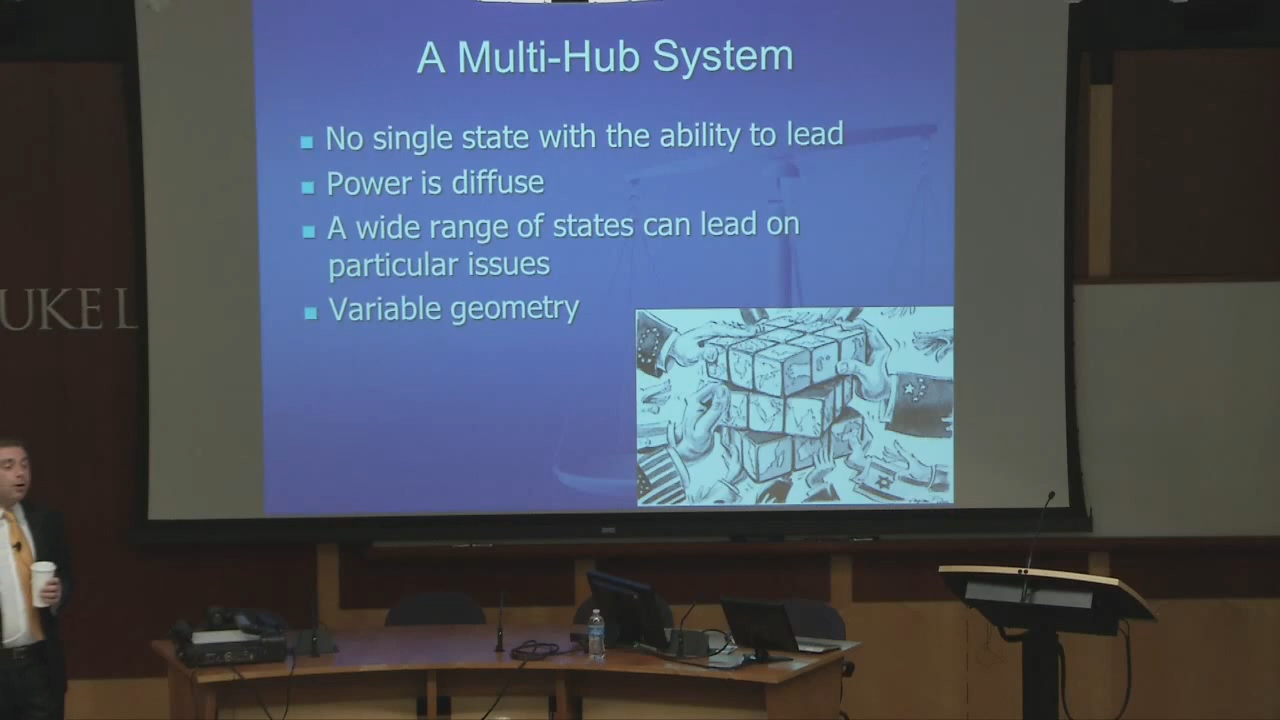 A Multi-Hub System
No single state with the ability to lead
Power is diffuse
A wide range of states can lead on
particular issues
Variable geometry
UKE L